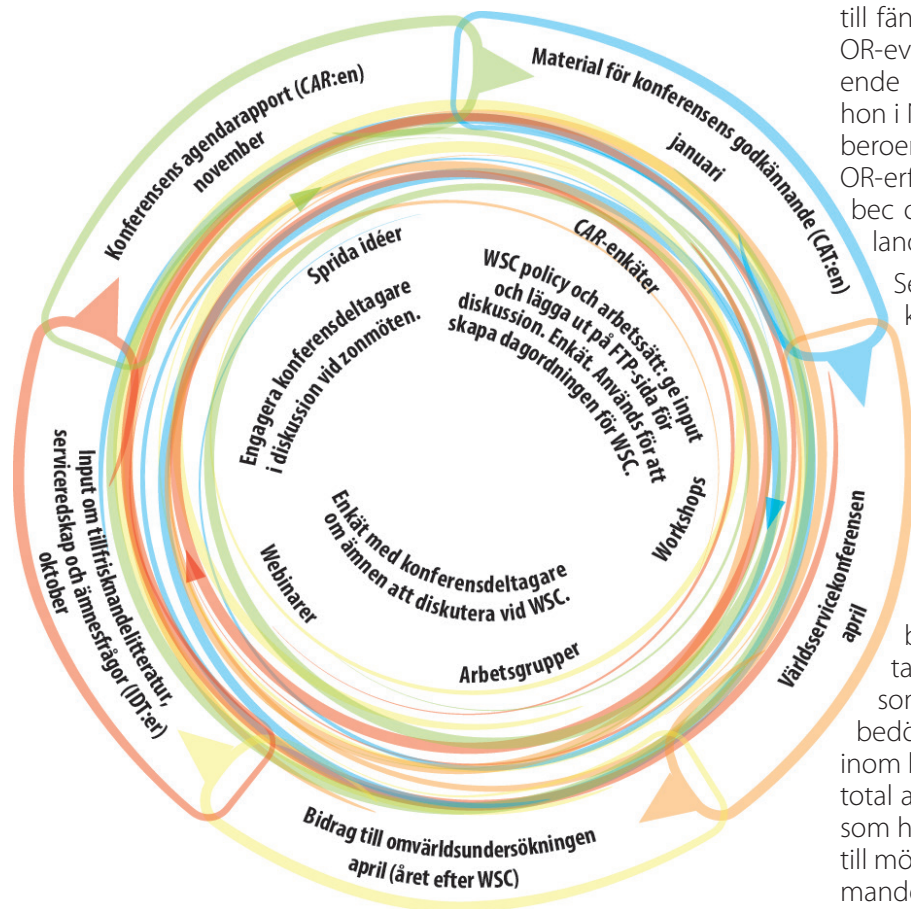 Konferensens agendarapport (CAR:en)
november
Material för konferensens godkännande (CAT:en)
januari
Världsservicekonferensen
april
Bidrag till omvärldsundersökningen
april (året efter WSC)
Input om tillfrisknandelitteratur,
serviceredskap och ämnesfrågor (IDT:er)
oktober
Sprida idéer
Engagera konferensdeltagare
i diskussion vid zonmöten.
CAR-enkäter
WSC policy och arbetssätt: ge input
och lägga ut på FTP-sida för
diskussion. Enkät. Används för att
skapa dagordningen för WSC.
Workshops
Enkät med konferensdeltagare
om ämnen att diskutera vid WSC.
Webinarer
Arbetsgrupper
till fän
OR-ev
ende
hon i
beroer
OR-erf
bec
land
Se
k
b
ta
som
bedö
inom
total a
som h
till mö
mande